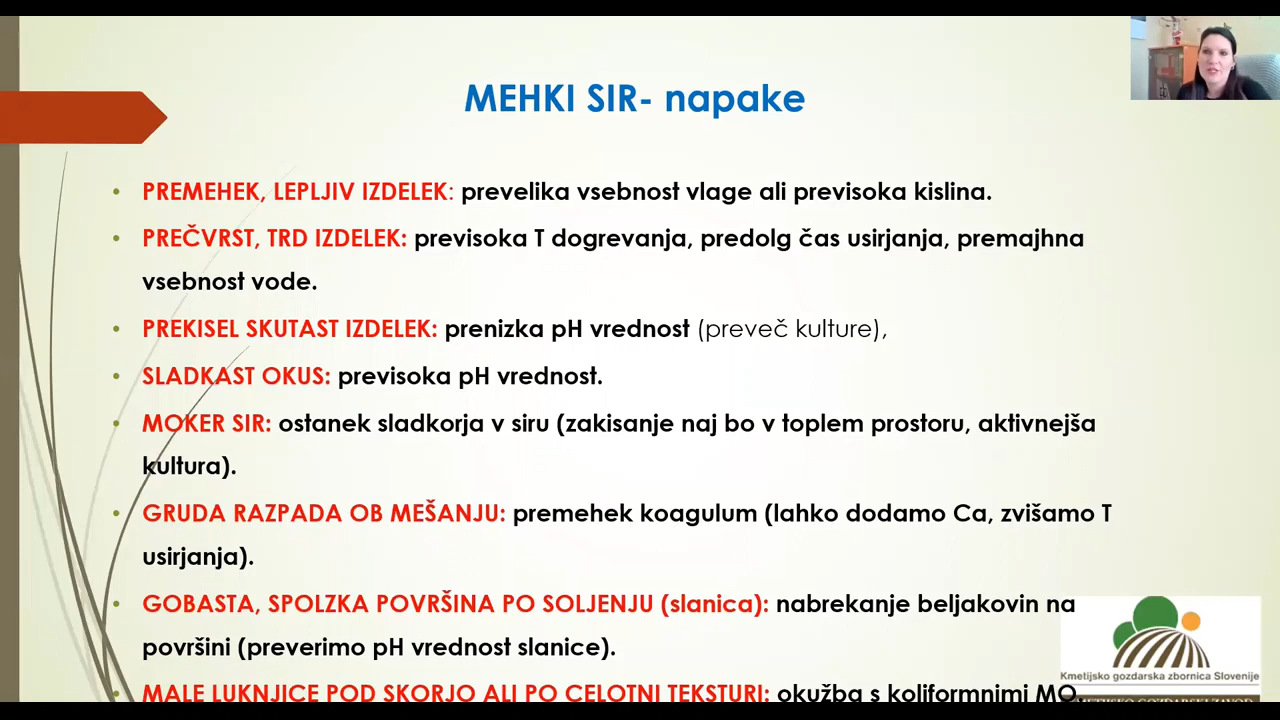 MEHKI SIR- napake
• PREMEHEK, LEPLJIV IZDELEK: prevelika vsebnost vlage ali previsoka kislina.
• PREČVRST, TRD IZDELEK: previsoka T dogrevanja, predolg čas usirjanja, premajhna
vsebnost vode.
• PREKISEL SKUTAST IZDELEK: prenizka pH vrednost (preveč kulture),
• SLADKAST OKUS: previsoka pH vrednost.
• MOKER SIR: ostanek sladkorja v siru (zakisanje naj bo v toplem prostoru, aktivnejša
kultura).
• GRUDA RAZPADA OB MEŠANJU: premehek koagulum (lahko dodamo Ca, zvišamo T
usirjanja).
• GOBASTA, SPOLZKA POVRŠINA PO SOLJENJU (slanica): nabrekanje beljakovin na
površini (preverimo pH vrednost slanice).
• MALE LUKNJICE POD SKORJO ALI PO CELOTNI TEKSTURI: okužba s koliformnimi MO.
Kmetijsko gozdarska zbornica Slovenije
KMETIJSKO GOZDARSKI ZAVOD